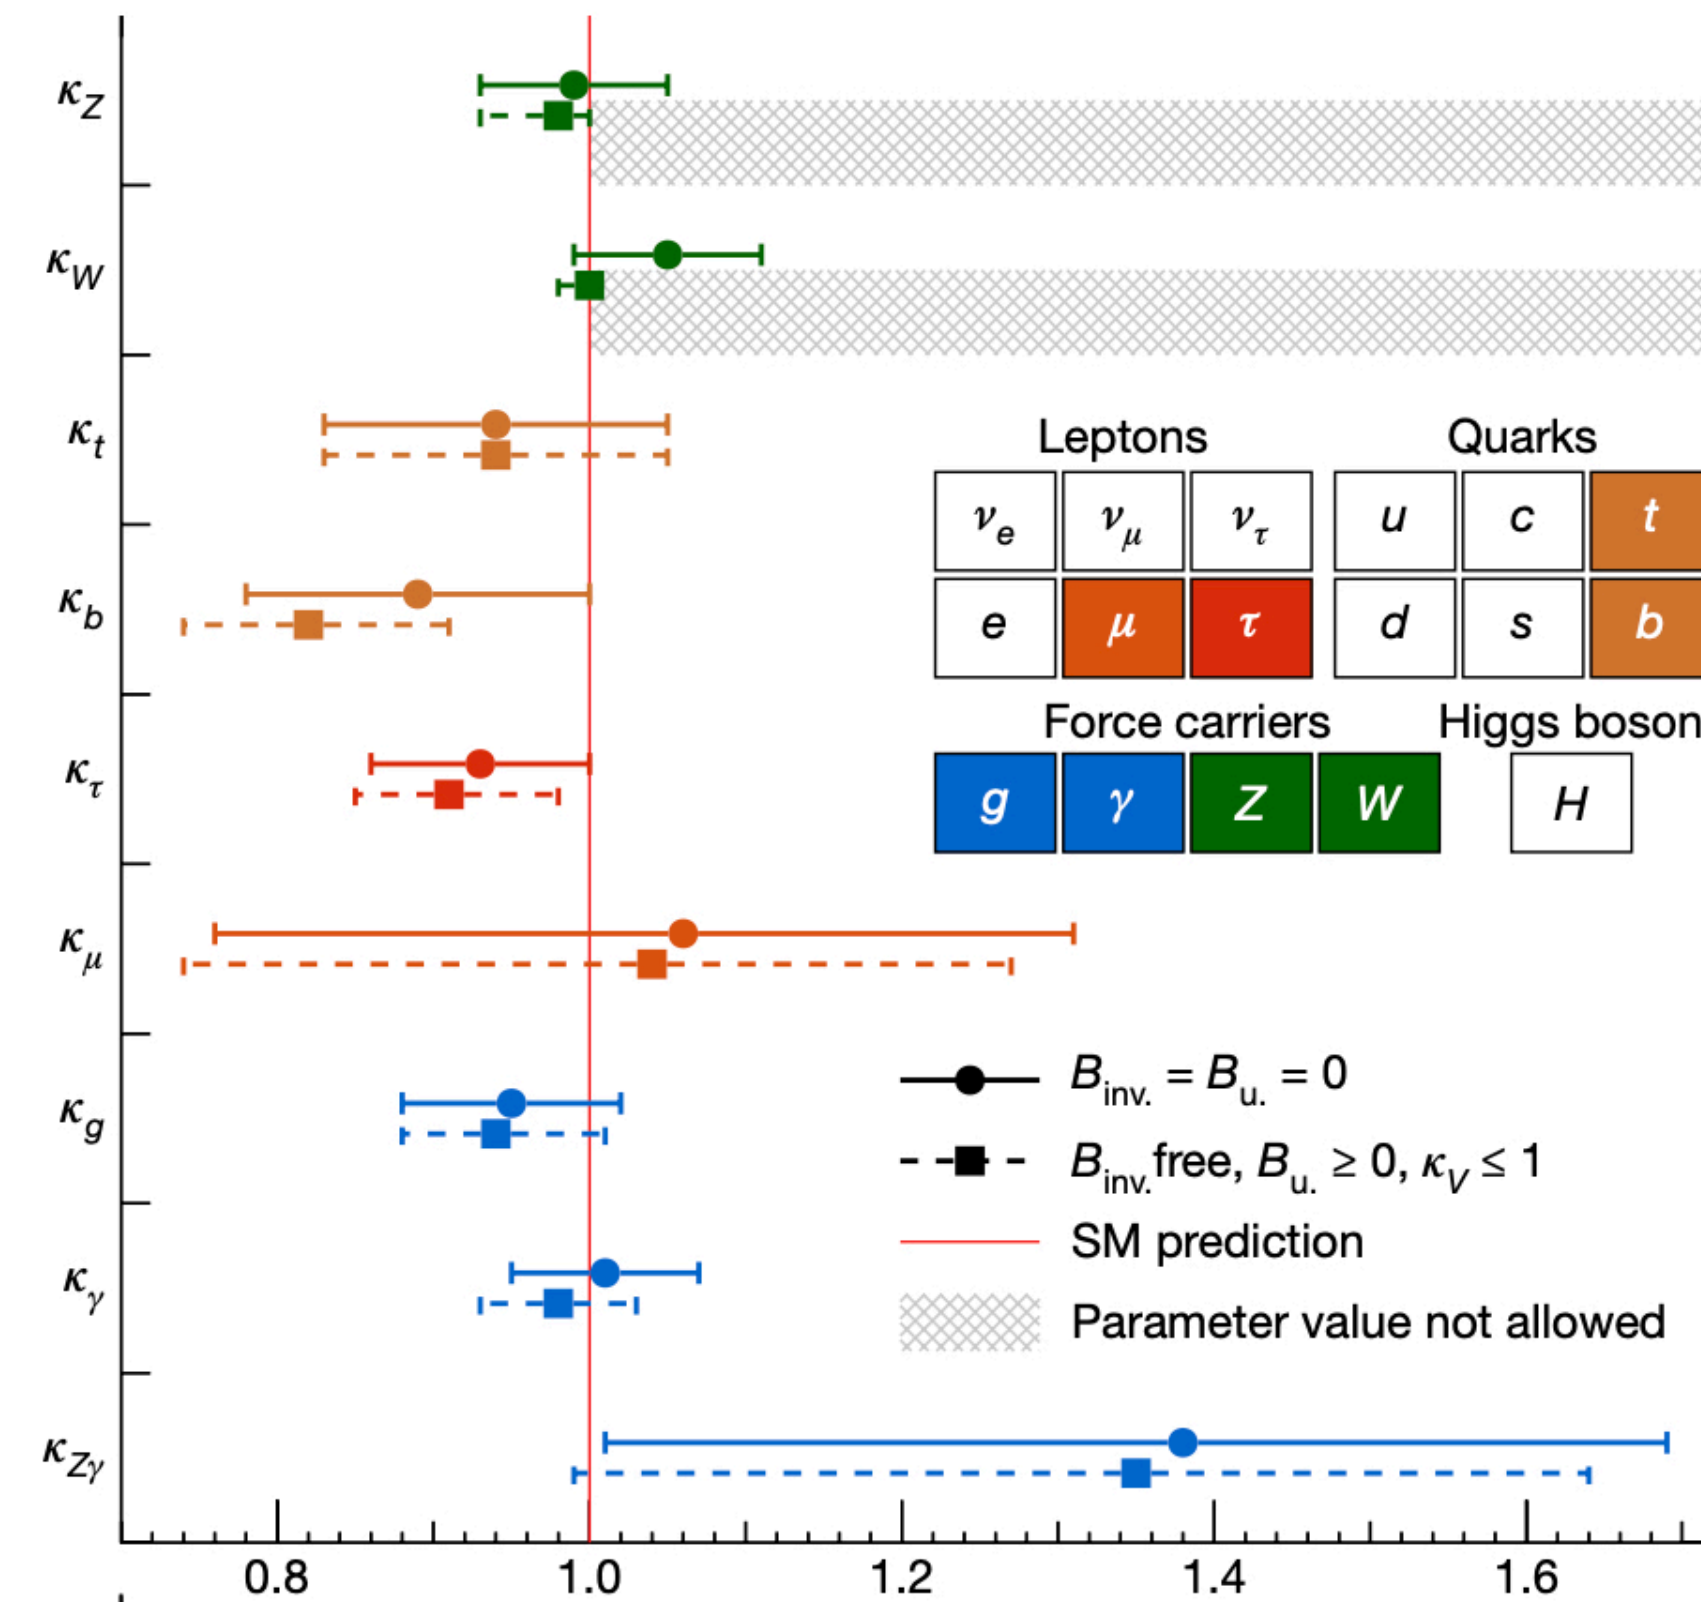 κZ
κW
κt
κb
κτ
κμ
κg
κγ
κZγ
Leptons Quarks
νe νμ ντ u c t
e μ τ d s b
Force carriers Higgs boson
g γ Z W H
Binv. = Bu. = 0
Binv. free, Bu. ≥ 0, κV ≤ 1
SM prediction
Parameter value not allowed
0.8 1.0 1.2 1.4 1.6